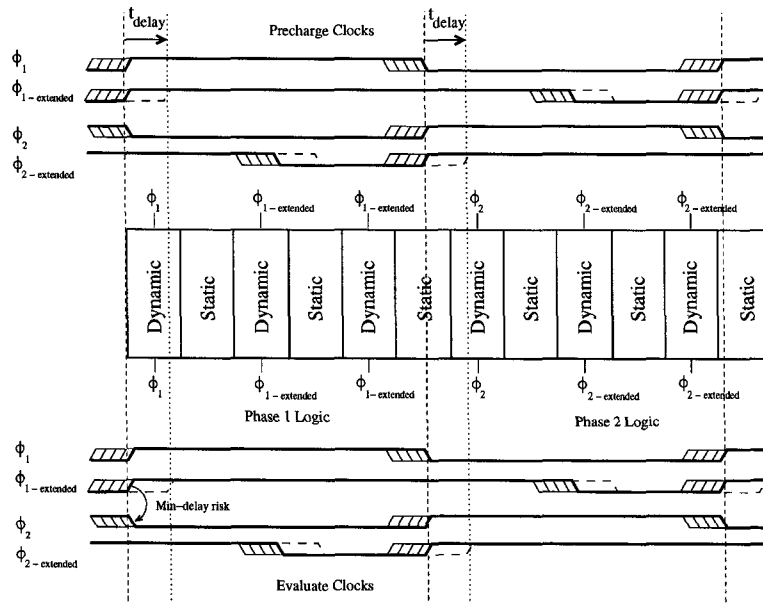 t delay
t delay
Precharge Clocks
ϕ1
ϕ1 − extended
ϕ2
ϕ2 − extended
ϕ1
ϕ1 − extended
ϕ1 − extended
ϕ2
ϕ2 − extended
ϕ2 − extended
Dynamic
Static
Dynamic
Static
Dynamic
Static
Dynamic
Static
Dynamic
Static
Dynamic
Static
ϕ1
ϕ1 − extended
ϕ1 − extended
ϕ2
ϕ2 − extended
ϕ2 − extended
Phase 1 Logic
Phase 2 Logic
ϕ1
ϕ1 − extended
Min−delay risk
ϕ2
ϕ2 − extended
Evaluate Clocks